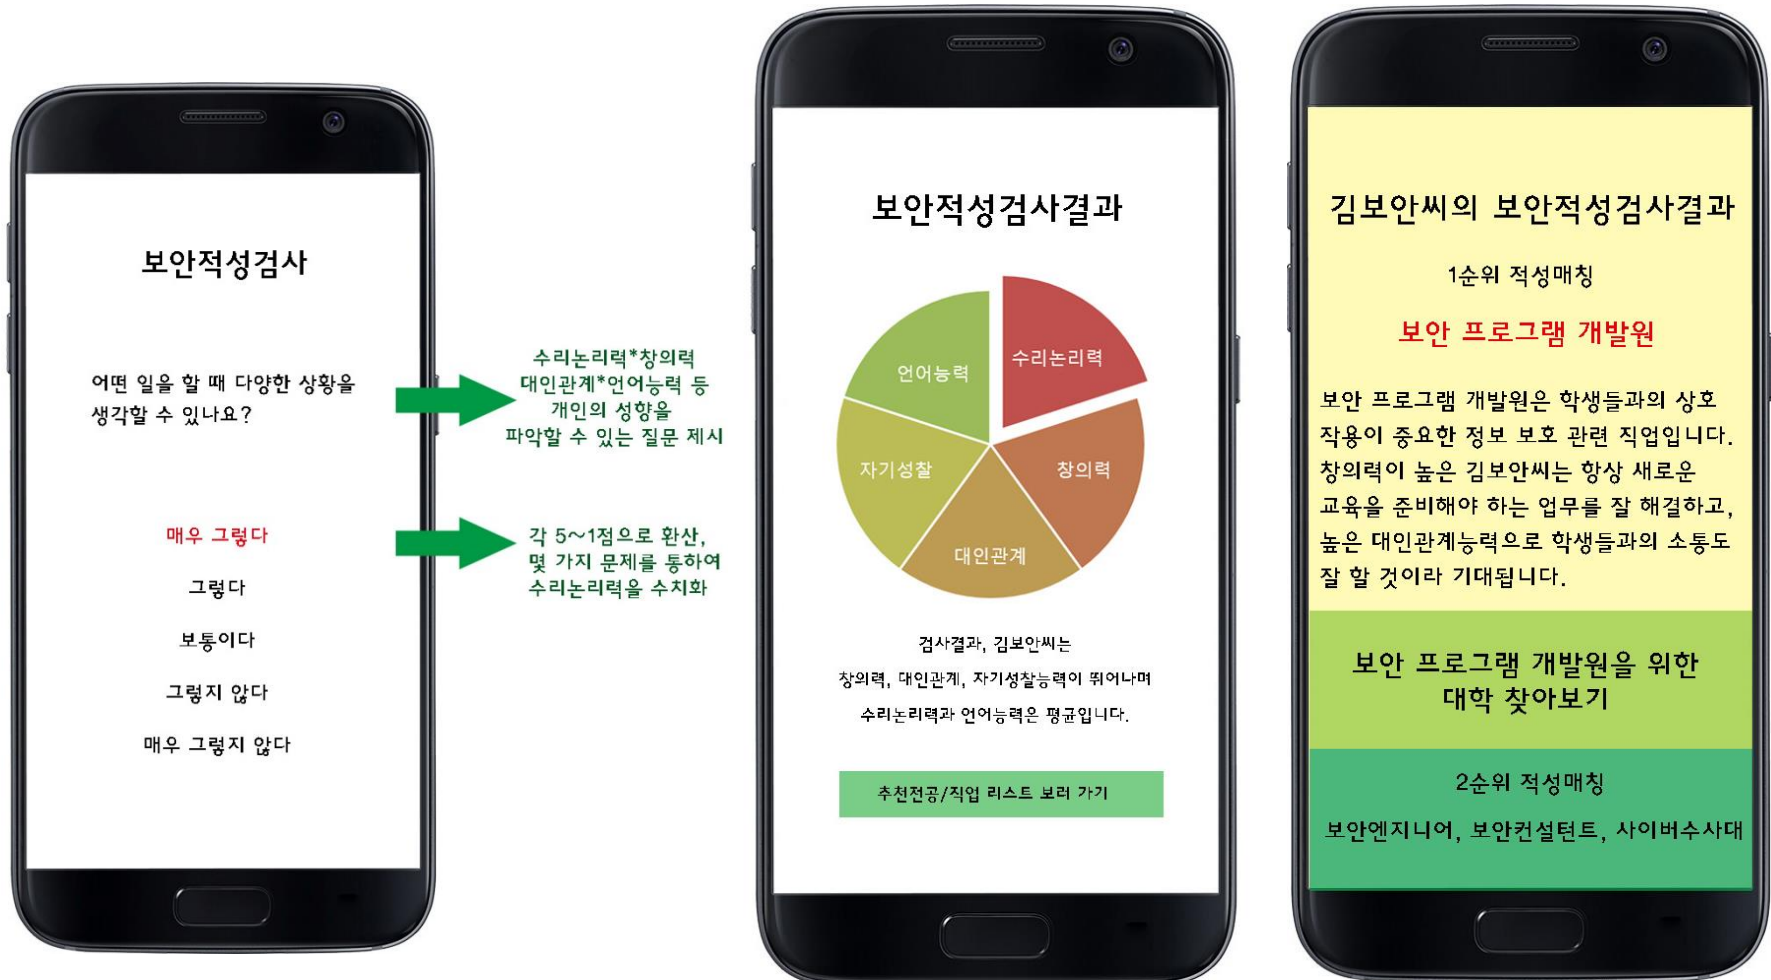 보안적성검사
어떤 일을 할 때 다양한 상황을
생각할 수 있나요?
매우 그렇다
그렇다
보통이다
그렇지 않다
매우 그렇지 않다
수리논리력*창의력
대인관계*언어능력 등
개인의 성향을
파악할 수 있는 질문 제시
각 5~1점으로 환산,
몇 가지 문제를 통하여
수리논리력을 수치화
보안적성검사결과
언어능력
수리논리력
자기성찰
창의력
대인관계
검사결과, 김보안씨는
창의력, 대인관계, 자기성찰능력이 뛰어나며
수리논리력과 언어능력은 평균입니다.
추천전공/직업 리스트 보러 가기
김보안씨의 보안적성검사결과
1순위 적성매칭
보안 프로그램 개발원
보안 프로그램 개발원은 학생들과의 상호
작용이 중요한 정보 보호 관련 직업입니다.
창의력이 높은 김보안씨는 항상 새로운
교육을 준비해야 하는 업무를 잘 해결하고,
높은 대인관계능력으로 학생들과의 소통도
잘 할 것이라 기대됩니다.
보안 프로그램 개발원을 위한
대학 찾아보기
2순위 적성매칭
보안엔지니어, 보안컨설턴트, 사이버수사대